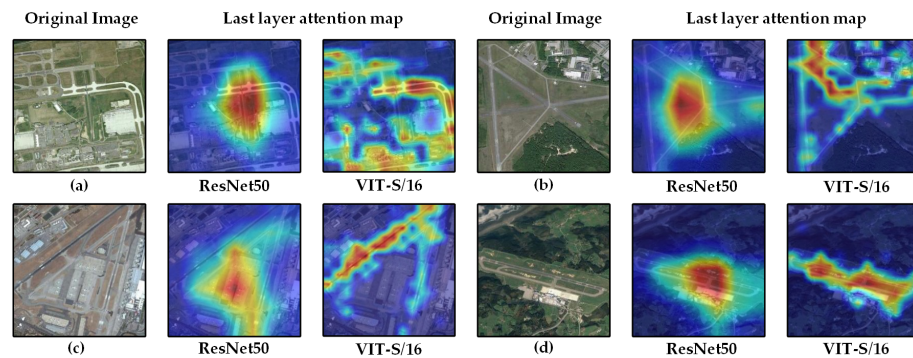 Original Image Last layer attention map Original Image Last layer attention map
(a) ResNet50 VIT-S/16 (b) ResNet50 VIT-S/16
(c) ResNet50 VIT-S/16 (d) ResNet50 VIT-S/16